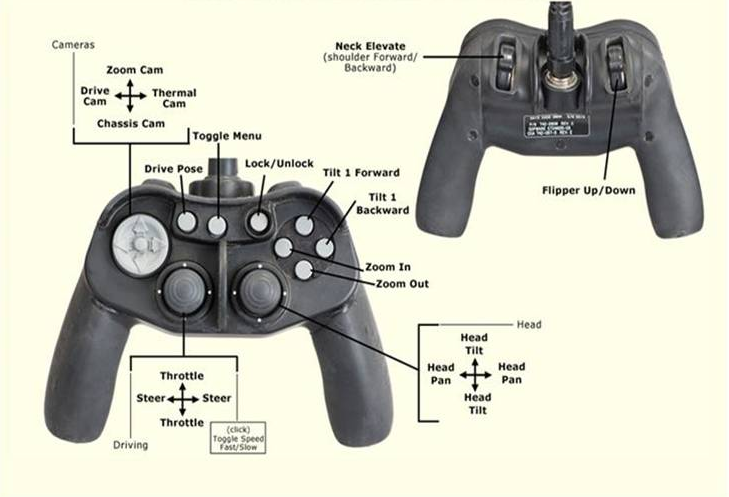 Cameras
Zoom Cam
Drive
Cam
Thermal
Cam
Chassis Cam
Toggle Menu
Drive Pose
Lock/Unlock
Tilt 1 Forward
Tilt 1
Backward
Zoom In
Zoom Out
Neck Elevate
(shoulder Forward/
Backward)
Flipper Up/Down
Head
Head
Tilt
Head
Pan
Head
Pan
Head
Tilt
Throttle
Steer
Steer
Throttle
Driving
(click)
Toggle Speed
Fast/Slow